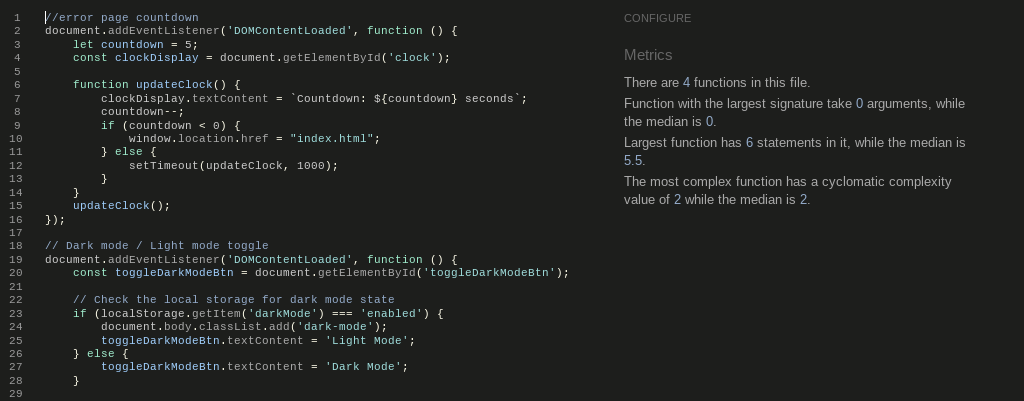 1 //error page countdown
2 document.addEventListener('DOMContentLoaded', function () {
3     let countdown = 5;
4     const clockDisplay = document.getElementById('clock');
5
6     function updateClock() {
7         clockDisplay.textContent = `Countdown: ${countdown} seconds`;
8         countdown--;
9         if (countdown < 0) {
10             window.location.href = "index.html";
11         } else {
12             setTimeout(updateClock, 1000);
13         }
14     }
15     updateClock();
16 });
17
18 // Dark mode / Light mode toggle
19 document.addEventListener('DOMContentLoaded', function () {
20     const toggleDarkModeBtn = document.getElementById('toggleDarkModeBtn');
21
22     // Check the local storage for dark mode state
23     if (localStorage.getItem('darkMode') === 'enabled') {
24         document.body.classList.add('dark-mode');
25         toggleDarkModeBtn.textContent = 'Light Mode';
26     } else {
27         toggleDarkModeBtn.textContent = 'Dark Mode';
28     }
29
CONFIGURE
Metrics
There are 4 functions in this file.
Function with the largest signature take 0 arguments, while
the median is 0.
Largest function has 6 statements in it, while the median is
5.5.
The most complex function has a cyclomatic complexity
value of 2 while the median is 2.